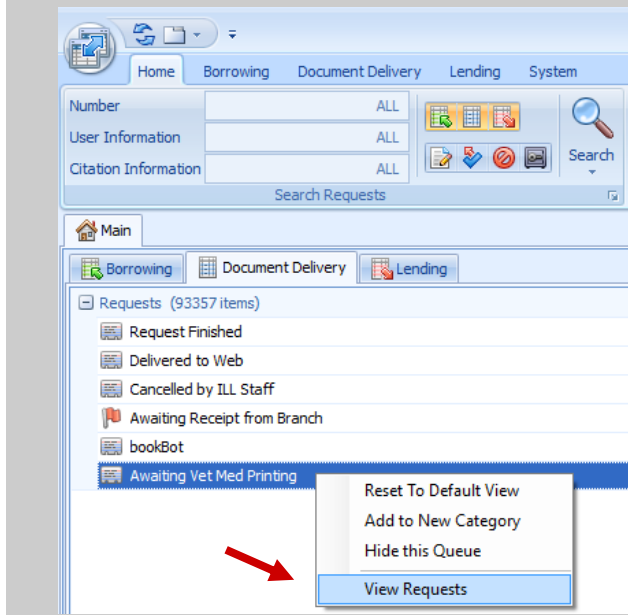 Home Borrowing Document Delivery Lending System
Number ALL
User Information ALL
Citation Information ALL
Search
Search Requests
Main
Borrowing Document Delivery Lending
Requests (93357 items)
Request Finished
Delivered to Web
Cancelled by ILL Staff
Awaiting Receipt from Branch
bookBot
Awaiting Vet Med Printing
Reset To Default View
Add to New Category
Hide this Queue
View Requests